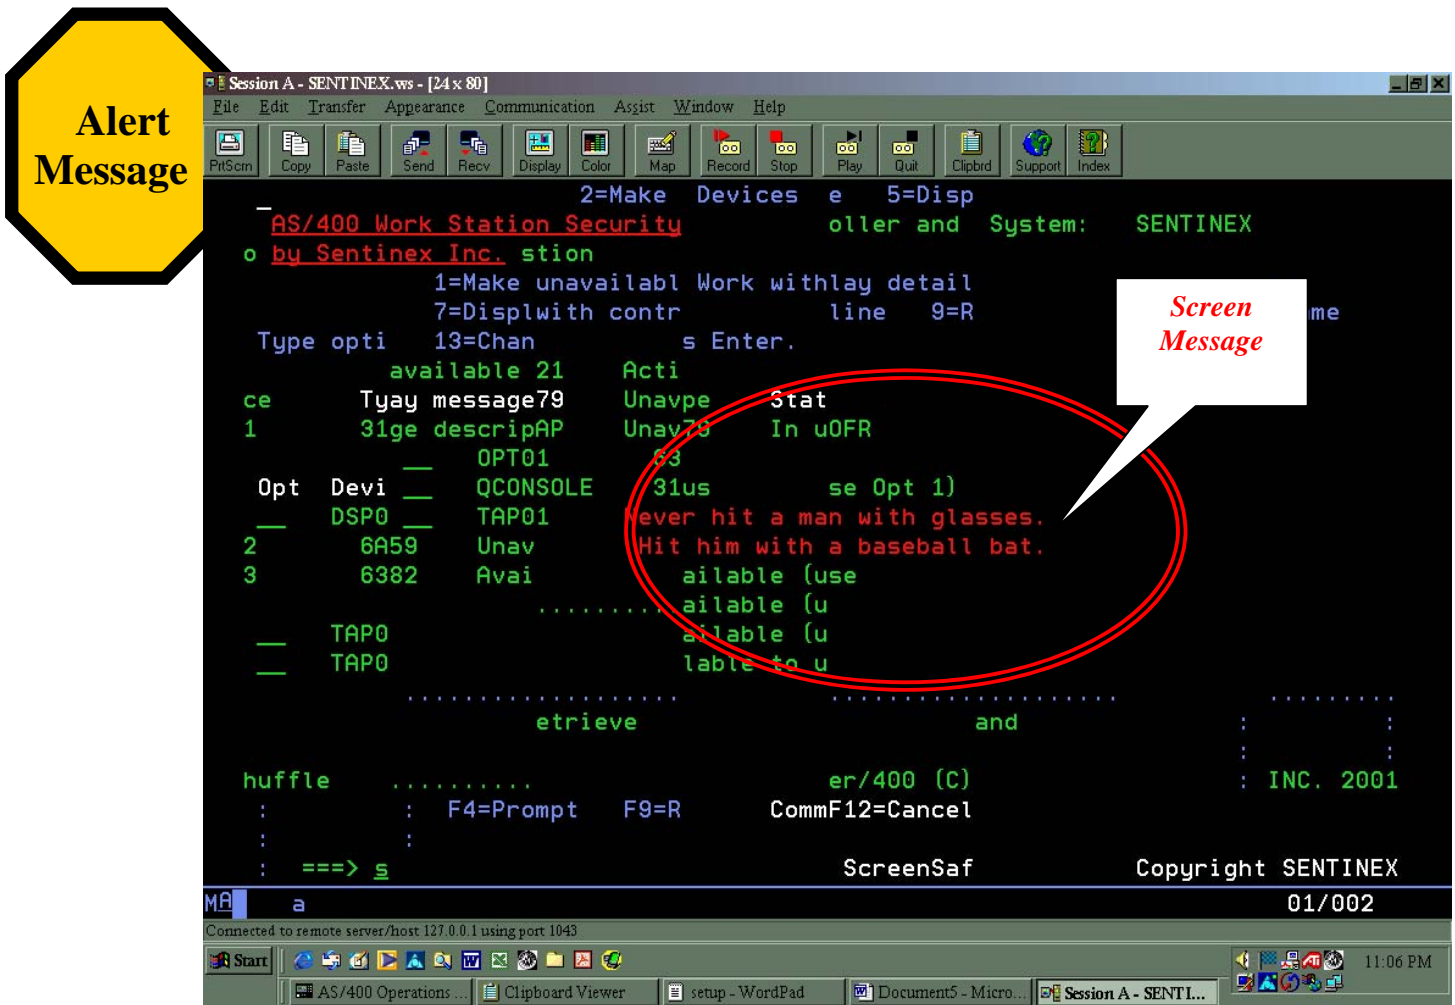 Alert
Message
Session A - SENTINEX.ws - [24 x 80]
File Edit Transfer Appearance Communication Assist Window Help
PrtScrn Copy Paste Send Recv Display Color Map Record Stop Play Quit Clipbrd Support Index
2=Make Devices e 5=Disp
AS/400 Work Station Security oller and System: SENTINEX
o by Sentinex Inc. stion
1=Make unavailabl Work withlay detail
7=Displwith contr line 9=R me
Screen
Message
Type opti 13=Chan s Enter.
available 21 Acti
ce Tyay message79 Unavpe Stat
1 31ge descripAP Unav79 In uOFR
__ OPT01 63
Opt Devi __ QCONSOLE 31us se Opt 1)
__ DSP0 __ TAP01 Never hit a man with glasses.
2 6A59 Unav Hit him with a baseball bat.
3 6382 Avai ailable (use
......... ailable (u
__ TAP0 ailable (u
__ TAP0 lable to u
................... .................... .........
etrieve and : :
: :
huffle .......... er/400 (C) : INC. 2001
: : F4=Prompt F9=R CommF12=Cancel
: :
: ===> s ScreenSaf Copyright SENTINEX
MA a 01/002
Connected to remote server/host 127.0.0.1 using port 1043
Start 11:06 PM
AS/400 Operations ... Clipboard Viewer setup - WordPad Document5 - Micro... Session A - SENTI...